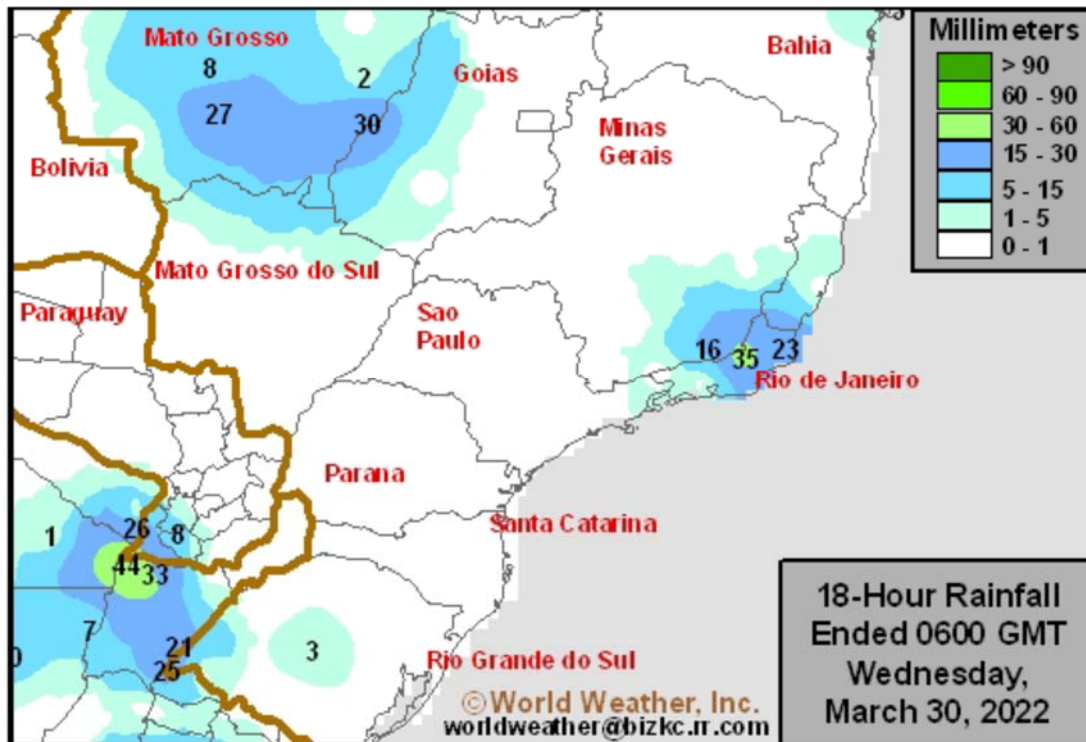 Mato Grosso
8
2
27
30
Goias
Bahia
Minas
Gerais
Bolivia
Mato Grosso do Sul
Paraguay
Sao
Paulo
16
35
23
Rio de Janeiro
Parana
Santa Catarina
1
26
8
44
33
7
21
0
25
3
Rio Grande do Sul
©World Weather, Inc.
worldweather@bizkc.rr.com
Millimeters
> 90
60 - 90
30 - 60
15 - 30
5 - 15
1 - 5
0 - 1
18-Hour Rainfall
Ended 0600 GMT
Wednesday,
March 30, 2022